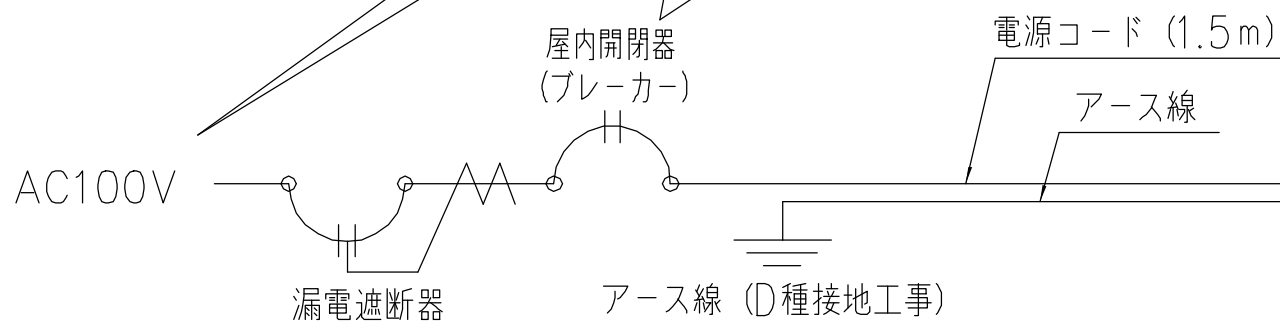 電源コード (1.5m)
屋内開閉器
(ブレーカー)
アース線
AC100V
漏電遮断器
アース線 (D種接地工事)